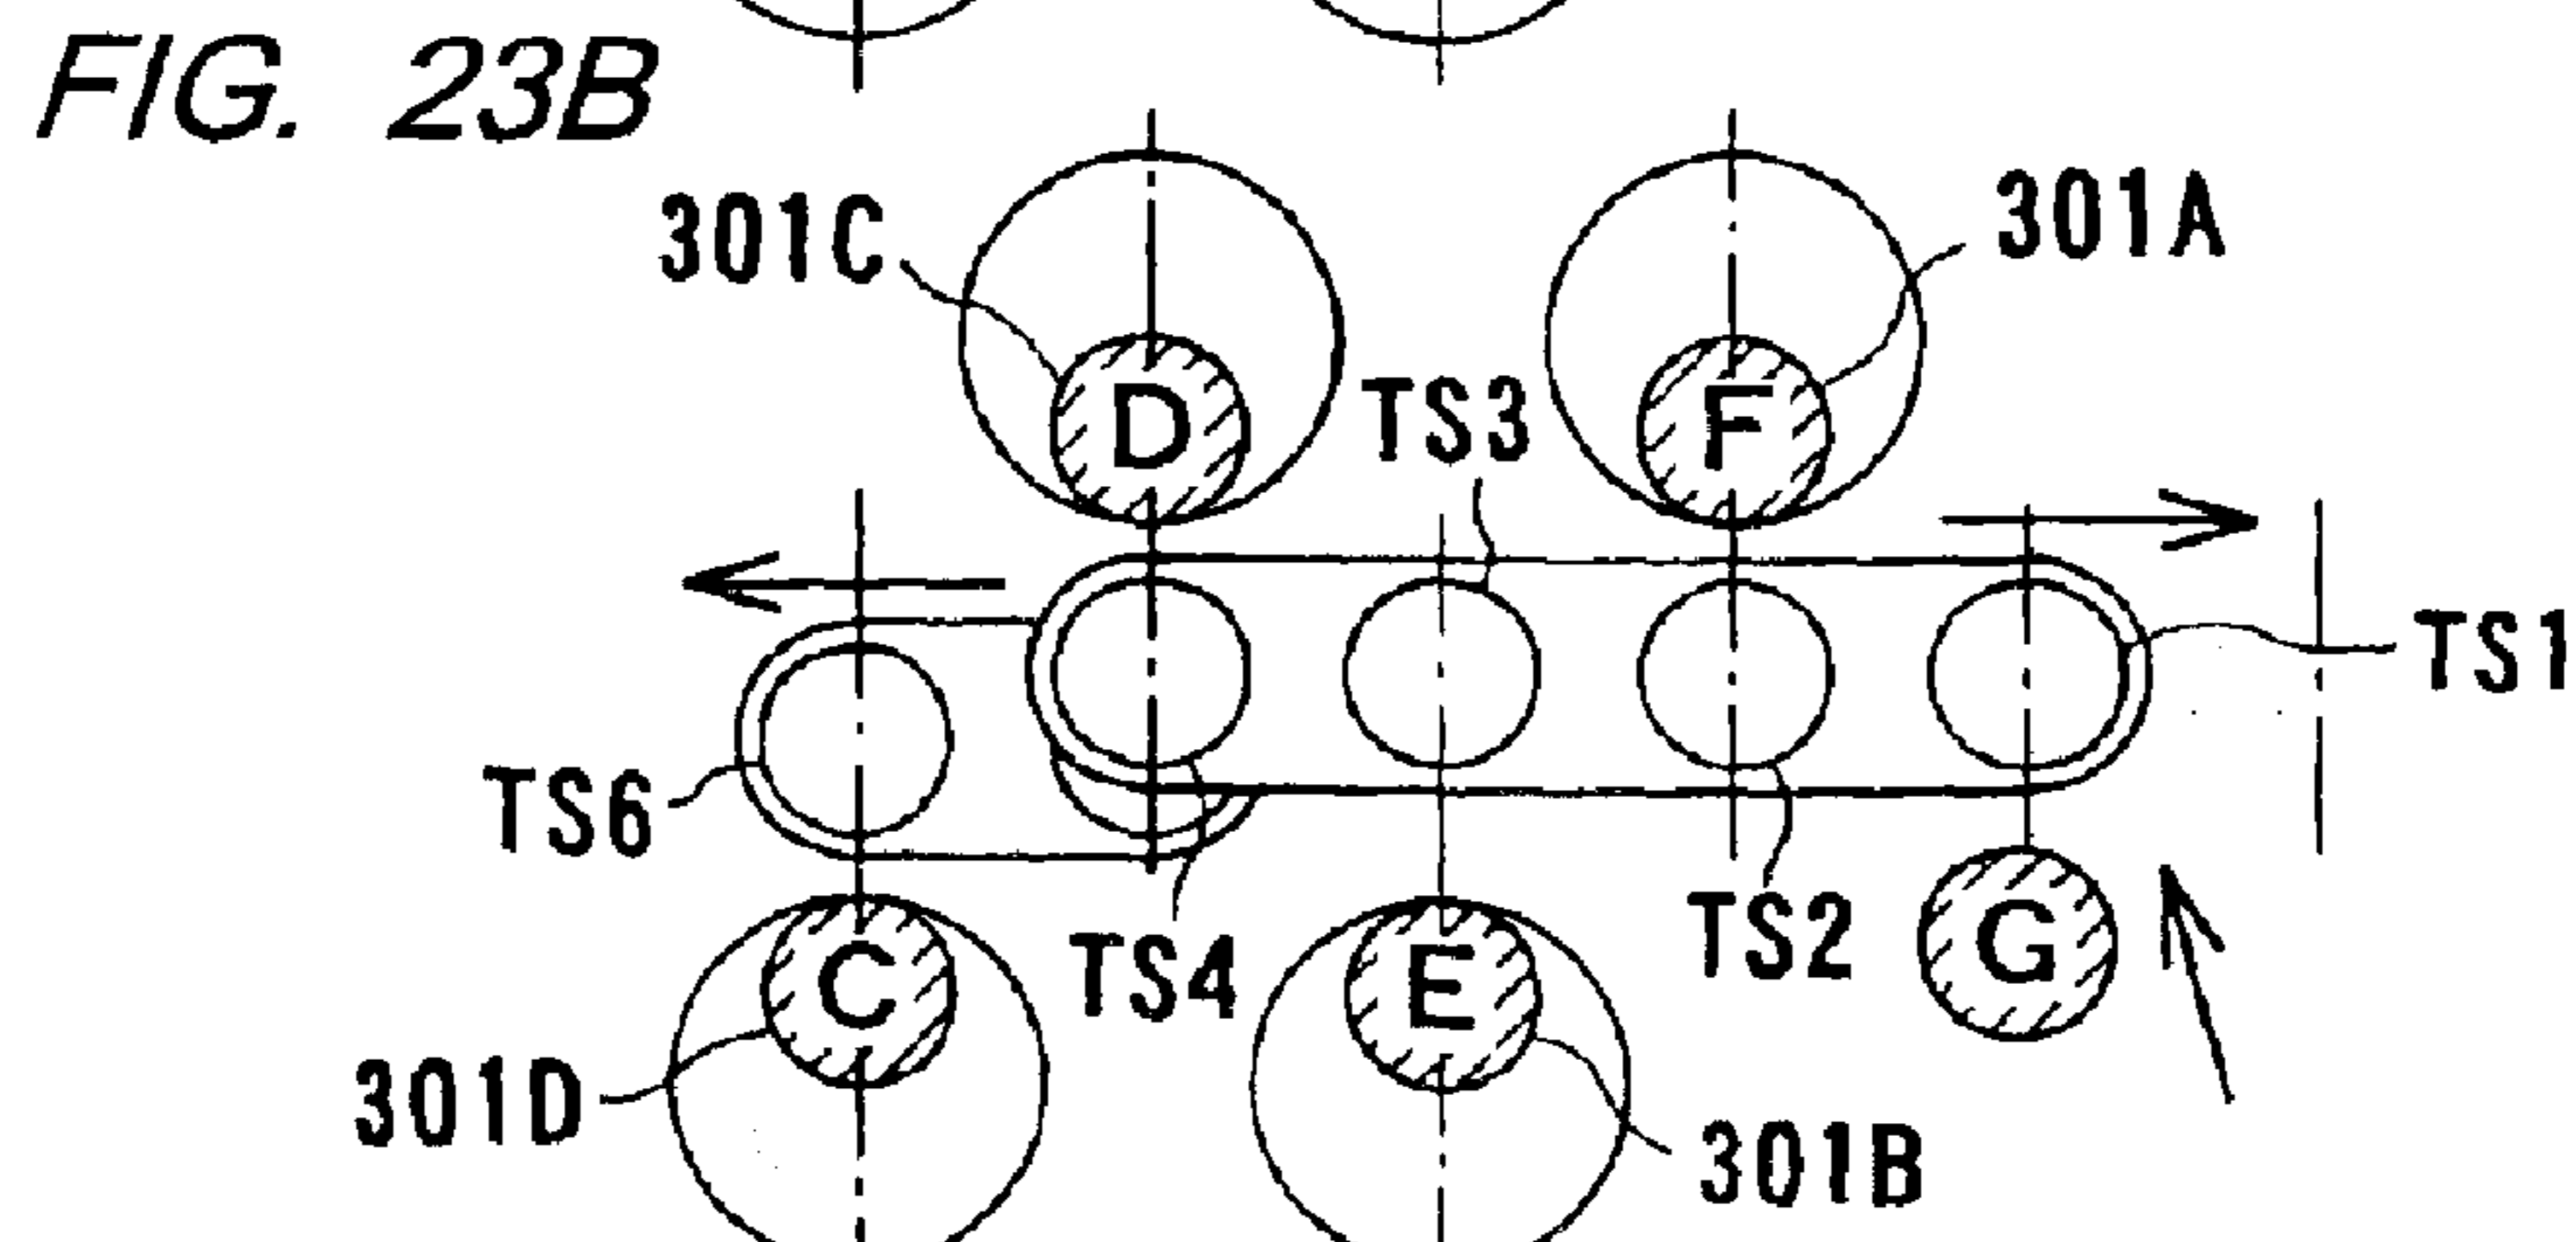 FIG. 23B
301C
301A
D
F
TS3
TS1
TS6
TS4
TS2
C
E
G
301D
301B